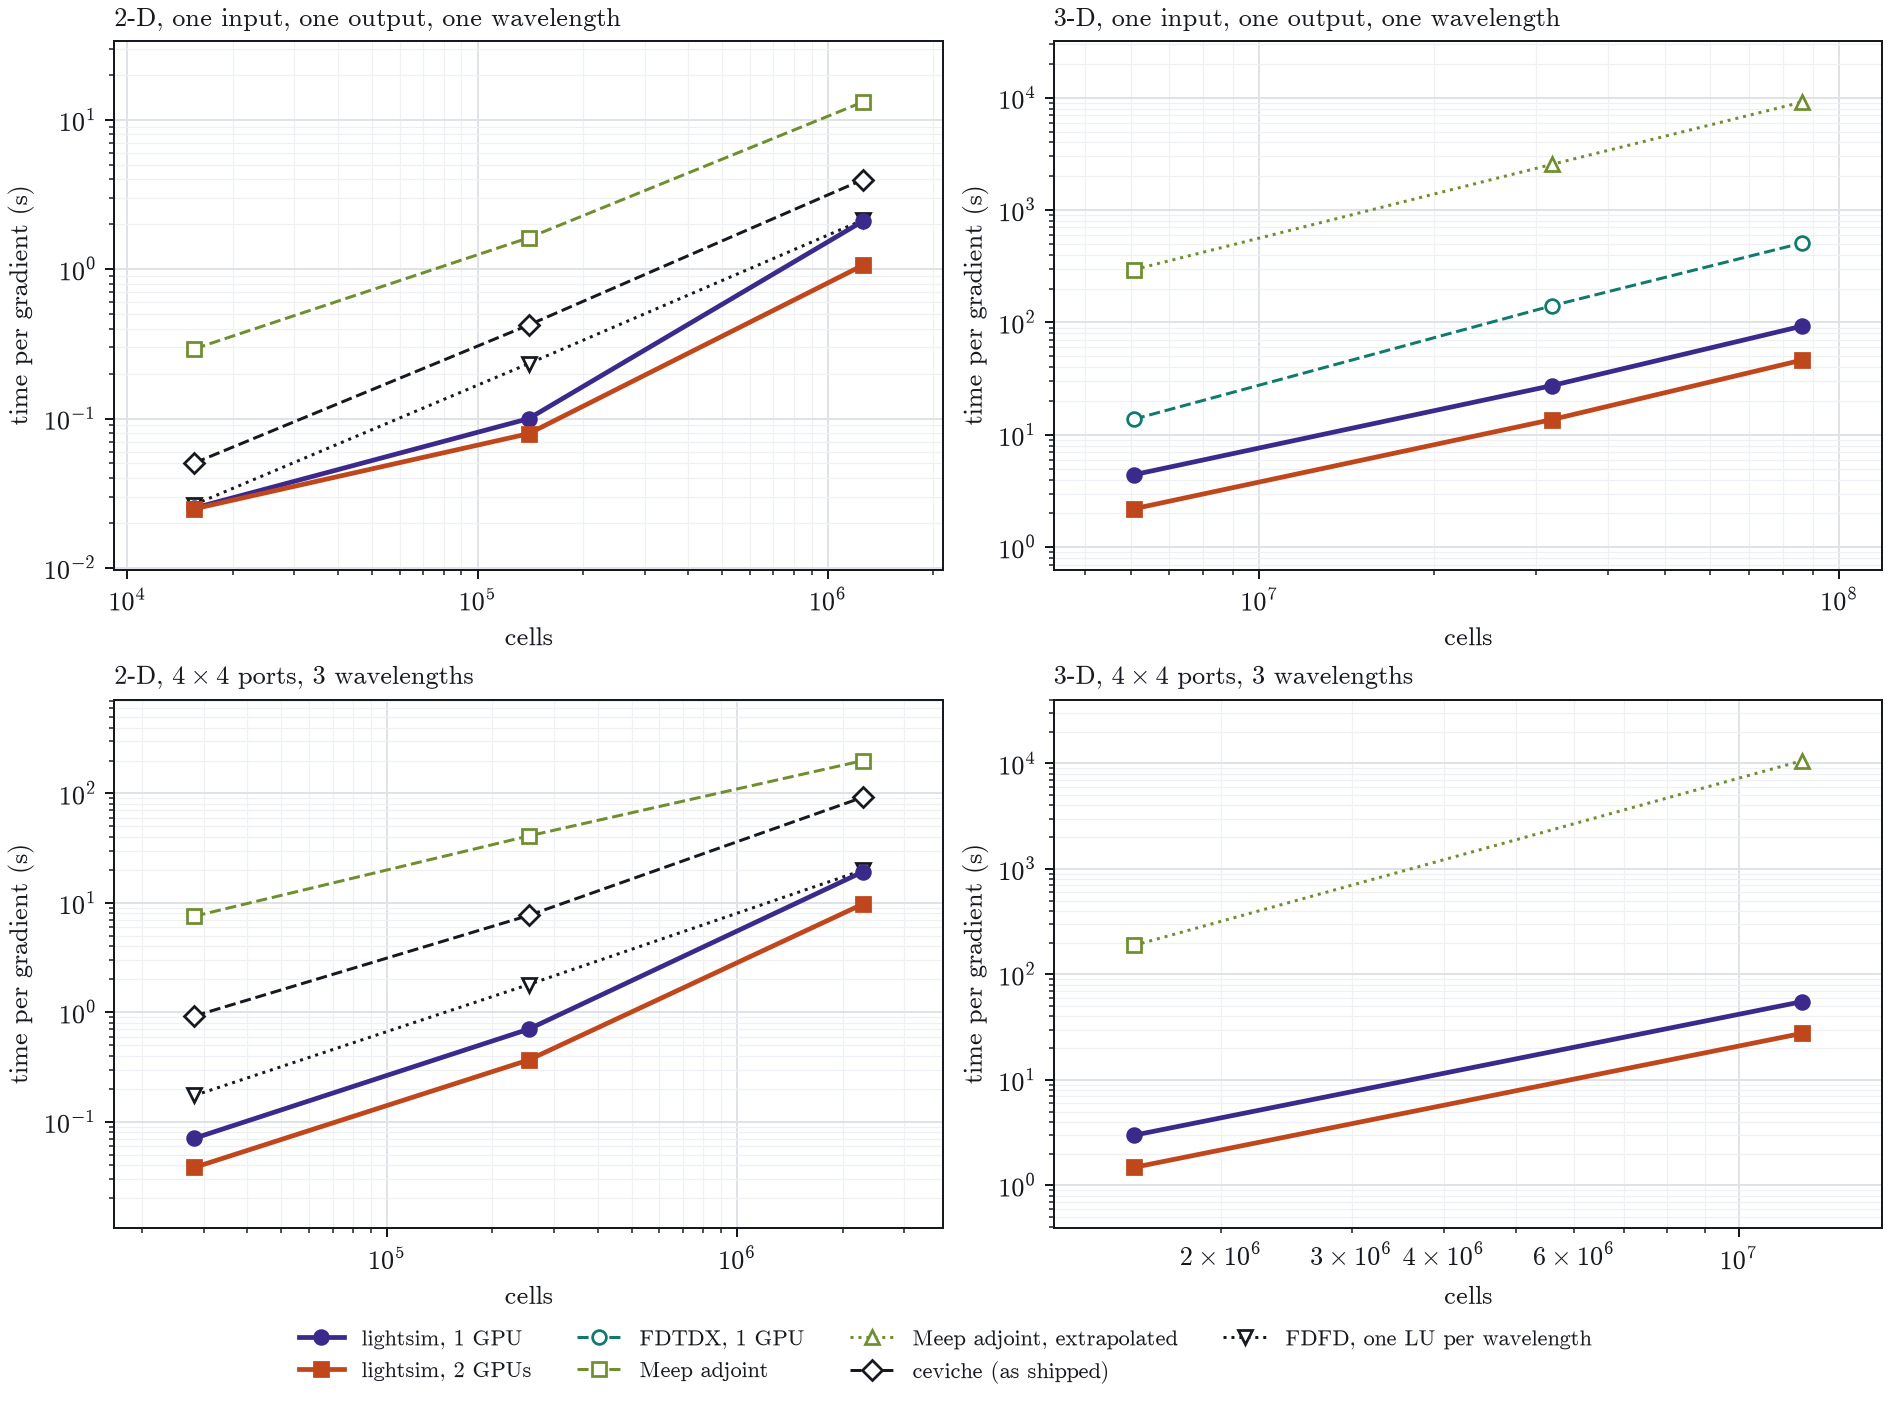 2-D, one input, one output, one wavelength
time per gradient (s)
10^1
10^0
10^−1
10^−2
10^4
10^5
10^6
cells
3-D, one input, one output, one wavelength
time per gradient (s)
10^4
10^3
10^2
10^1
10^0
10^7
10^8
cells
2-D, 4 × 4 ports, 3 wavelengths
time per gradient (s)
10^2
10^1
10^0
10^−1
10^5
10^6
cells
3-D, 4 × 4 ports, 3 wavelengths
time per gradient (s)
10^4
10^3
10^2
10^1
10^0
2 × 10^6
3 × 10^6
4 × 10^6
6 × 10^6
10^7
cells
lightsim, 1 GPU
lightsim, 2 GPUs
FDTDX, 1 GPU
Meep adjoint
Meep adjoint, extrapolated
ceviche (as shipped)
FDFD, one LU per wavelength